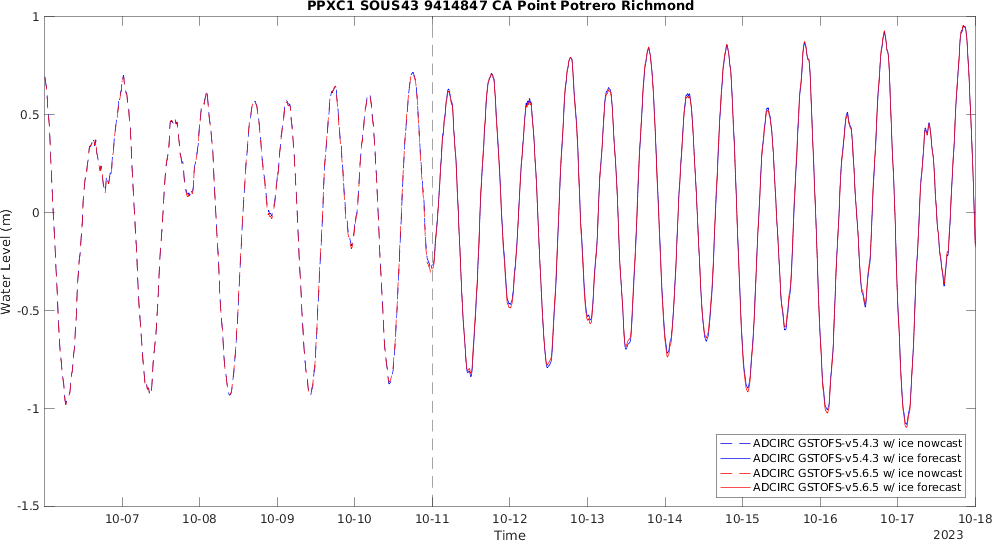 PPXC1 SOUS43 9414847 CA Point Potrero Richmond
1
0.5
0
-0.5
-1
-1.5
Water Level (m)
ADCIRC GSTOFS-v5.4.3 w/ ice nowcast
ADCIRC GSTOFS-v5.4.3 w/ ice forecast
ADCIRC GSTOFS-v5.6.5 w/ ice nowcast
ADCIRC GSTOFS-v5.6.5 w/ ice forecast
10-07 10-08 10-09 10-10 10-11 10-12 10-13 10-14 10-15 10-16 10-17 10-18
Time
2023